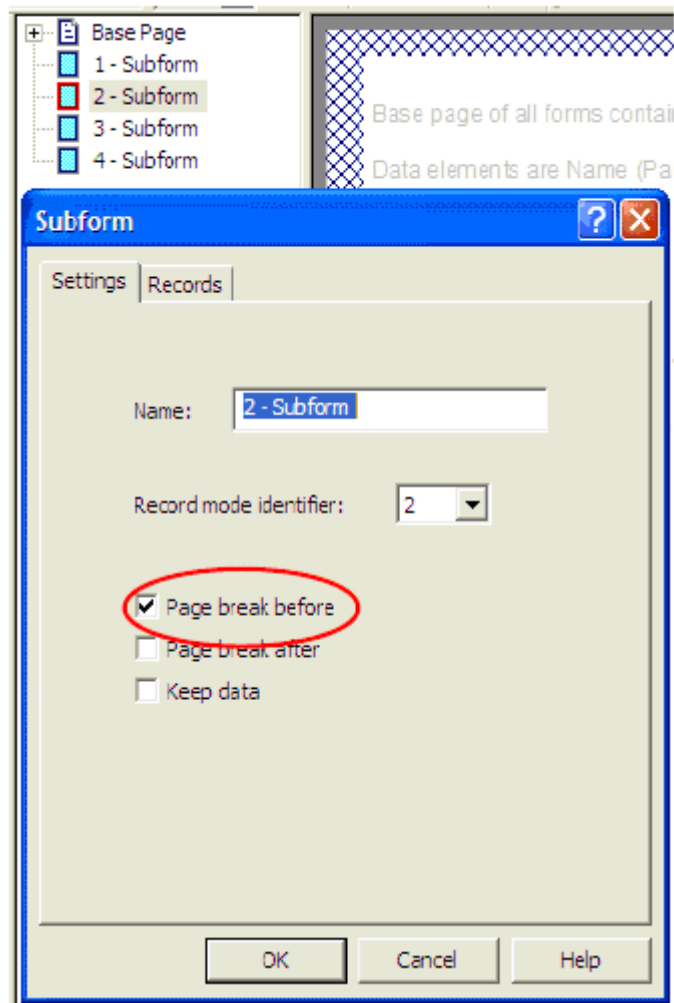 Base Page
1 - Subform
2 - Subform
3 - Subform
4 - Subform
Base page of all forms contai
Data elements are Name (Pa
Subform
Settings Records
Name: 2 - Subform
Record mode identifier: 2
Page break before
Page break after
Keep data
OK Cancel Help